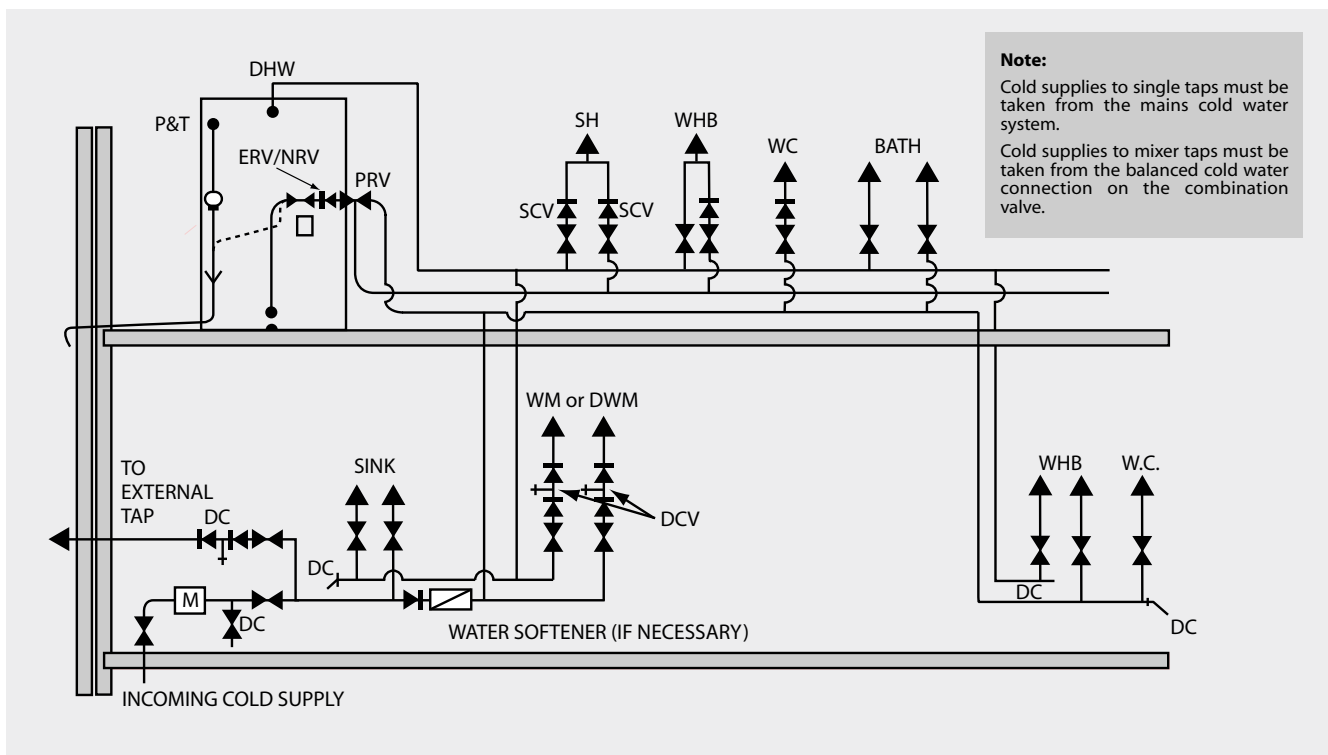 Note:
Cold supplies to single taps must be
taken from the mains cold water
system.
Cold supplies to mixer taps must be
taken from the balanced cold water
connection on the combination
valve.
DHW
P&T
ERV/NRV
PRV
SH
WHB
WC
BATH
SCV
SCV
WM or DWM
TO
EXTERNAL
TAP
SINK
DC
DCV
WHB
W.C.
DC
M
DC
DC
DC
WATER SOFTENER (IF NECESSARY)
INCOMING COLD SUPPLY